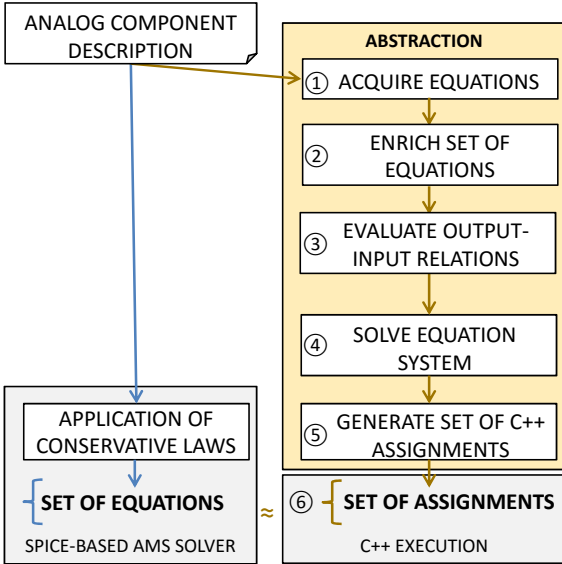 ANALOG COMPONENT
DESCRIPTION
ABSTRACTION
① ACQUIRE EQUATIONS
② ENRICH SET OF
EQUATIONS
③ EVALUATE OUTPUT-
INPUT RELATIONS
④ SOLVE EQUATION
SYSTEM
⑤ GENERATE SET OF C++
ASSIGNMENTS
APPLICATION OF
CONSERVATIVE LAWS
SET OF EQUATIONS
SPICE-BASED AMS SOLVER
≈
⑥ SET OF ASSIGNMENTS
C++ EXECUTION